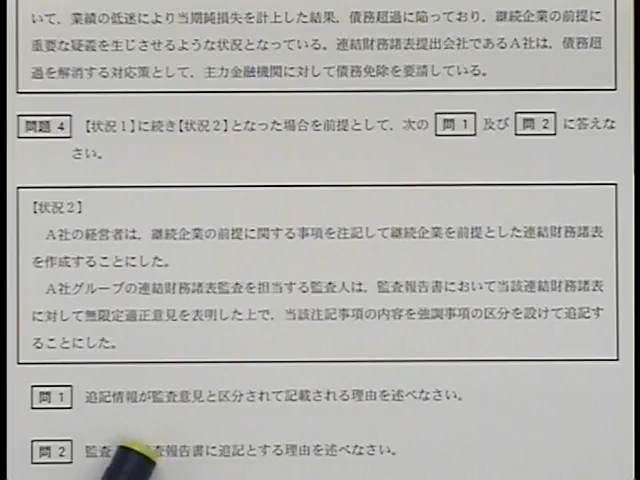 いて，業績の低迷により当期純損失を計上した結果，債務超過に陥っており，継続企業の前提に
重要な疑義を生じさせるような状況となっている。連結財務諸表提出会社であるA社は，債務超
過を解消する対応策として，主力金融機関に対して債務免除を要請している。
問題 4 【状況1】に続き【状況2】となった場合を前提として，次の 問 1 及び 問 2 に答えな
さい。
【状況2】
A社の経営者は，継続企業の前提に関する事項を注記して継続企業を前提とした連結財務諸表
を作成することにした。
A社グループの連結財務諸表監査を担当する監査人は，監査報告書において当該連結財務諸表
に対して無限定適正意見を表明した上で，当該注記事項の内容を強調事項の区分を設けて追記す
ることにした。
問 1 追記情報が監査意見と区分されて記載される理由を述べなさい。
問 2 監査 査報告書に追記とする理由を述べなさい。